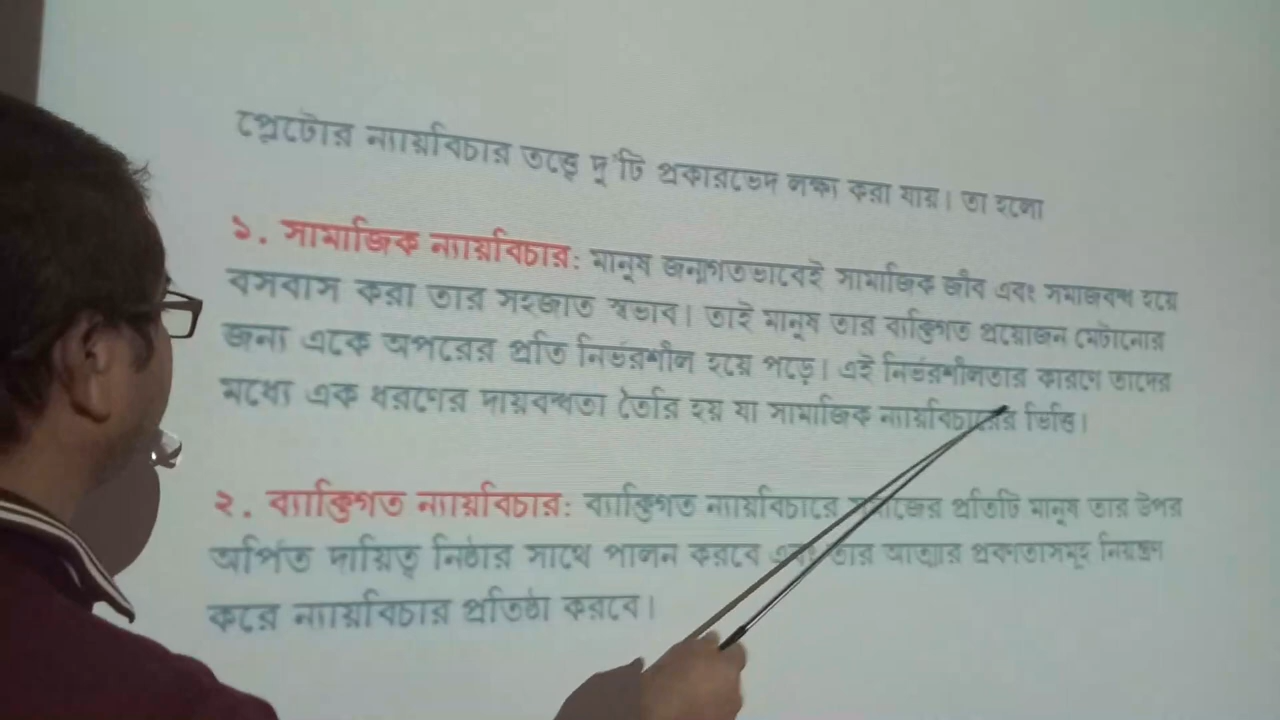 প্লেটোর ন্যায়বিচার তত্ত্বে দু'টি প্রকারভেদ লক্ষ্য করা যায়। তা হলো
১. সামাজিক ন্যায়বিচার: মানুষ জন্মগতভাবেই সামাজিক জীব এবং সমাজবদ্ধ হয়ে
বসবাস করা তার সহজাত স্বভাব। তাই মানুষ তার ব্যক্তিগত প্রয়োজন মেটানোর
জন্য একে অপরের প্রতি নির্ভরশীল হয়ে পড়ে। এই নির্ভরশীলতার কারণে তাদের
মধ্যে এক ধরণের দায়বদ্ধতা তৈরি হয় যা সামাজিক ন্যায়বিচারের ভিত্তি।
২. ব্যাক্তিগত ন্যায়বিচার: ব্যাক্তিগত ন্যায়বিচারে সমাজের প্রতিটি মানুষ তার উপর
অর্পিত দায়িত্ব নিষ্ঠার সাথে পালন করবে এবং তার আত্মার প্রবণতাসমূহ নিয়ন্ত্রণ
করে ন্যায়বিচার প্রতিষ্ঠা করবে।